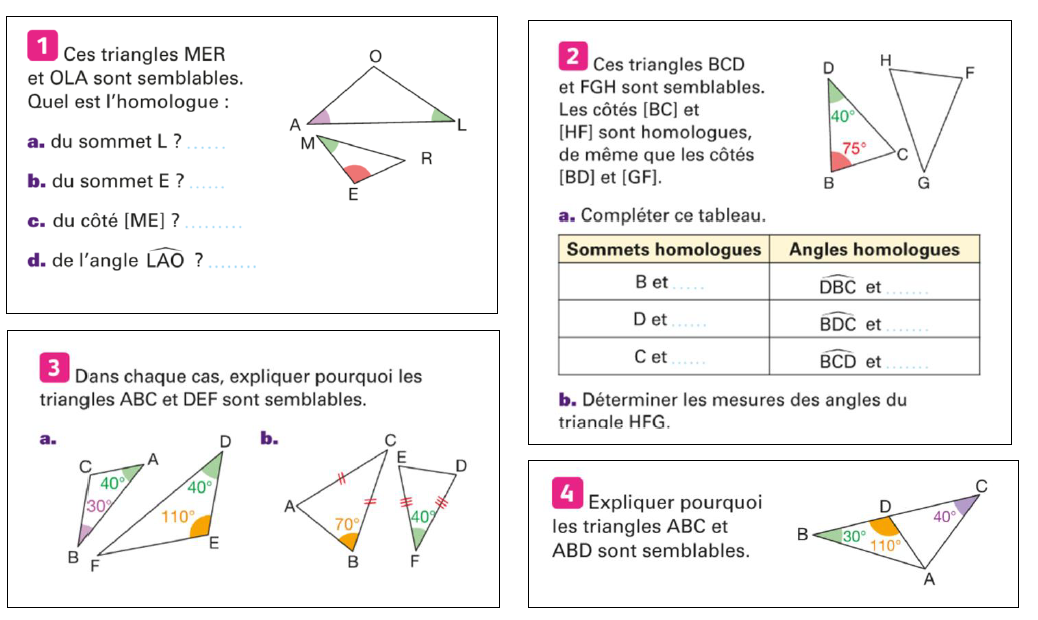 1 Ces triangles MER
et OLA sont semblables.
Quel est l'homologue :
a. du sommet L ? ......
b. du sommet E ? ......
c. du côté [ME] ? .........
d. de l'angle LAO ? ........
O
A
L
M
R
E
2 Ces triangles BCD
et FGH sont semblables.
Les côtés [BC] et
[HF] sont homologues,
de même que les côtés
[BD] et [GF].
D
H
F
40°
75°
C
B
G
a. Compléter ce tableau.
Sommets homologues Angles homologues
B et ..... DBC et .......
D et ...... BDC et .......
C et ...... BCD et .......
b. Déterminer les mesures des angles du
triangle HFG.
3 Dans chaque cas, expliquer pourquoi les
triangles ABC et DEF sont semblables.
a.
C
A
D
40°
40°
30°
110°
B
F
E
b.
C
E
D
A
70°
40°
B
F
4 Expliquer pourquoi
les triangles ABC et
ABD sont semblables.
C
D
B
40°
30°
110°
A